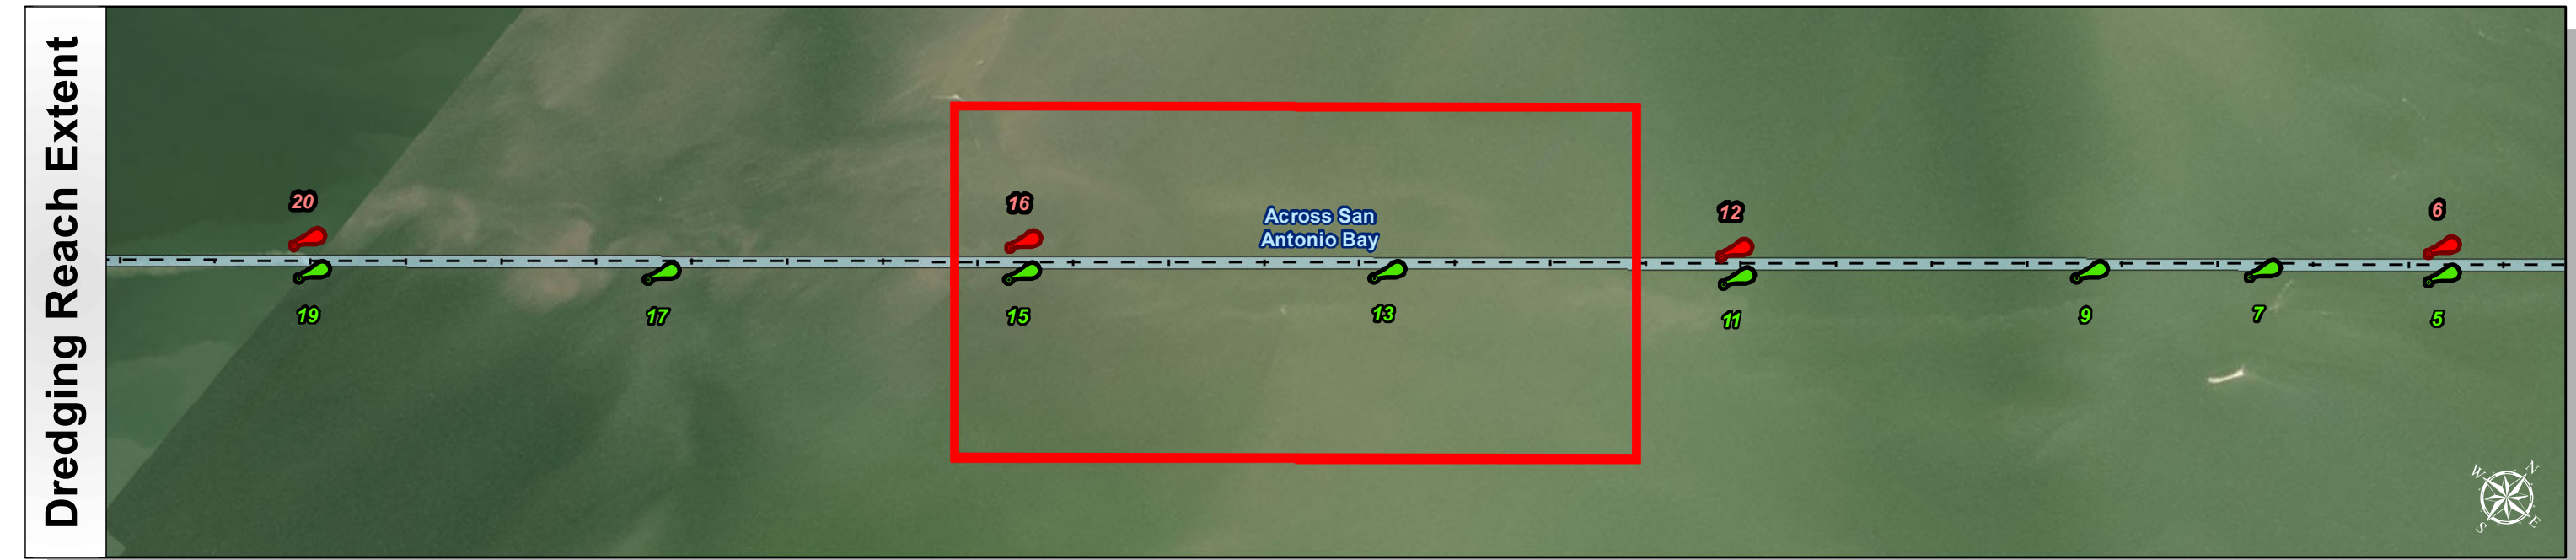 Dredging Reach Extent
20
16
12
6
Across San
Antonio Bay
19
17
15
13
11
9
7
5
W N
S E